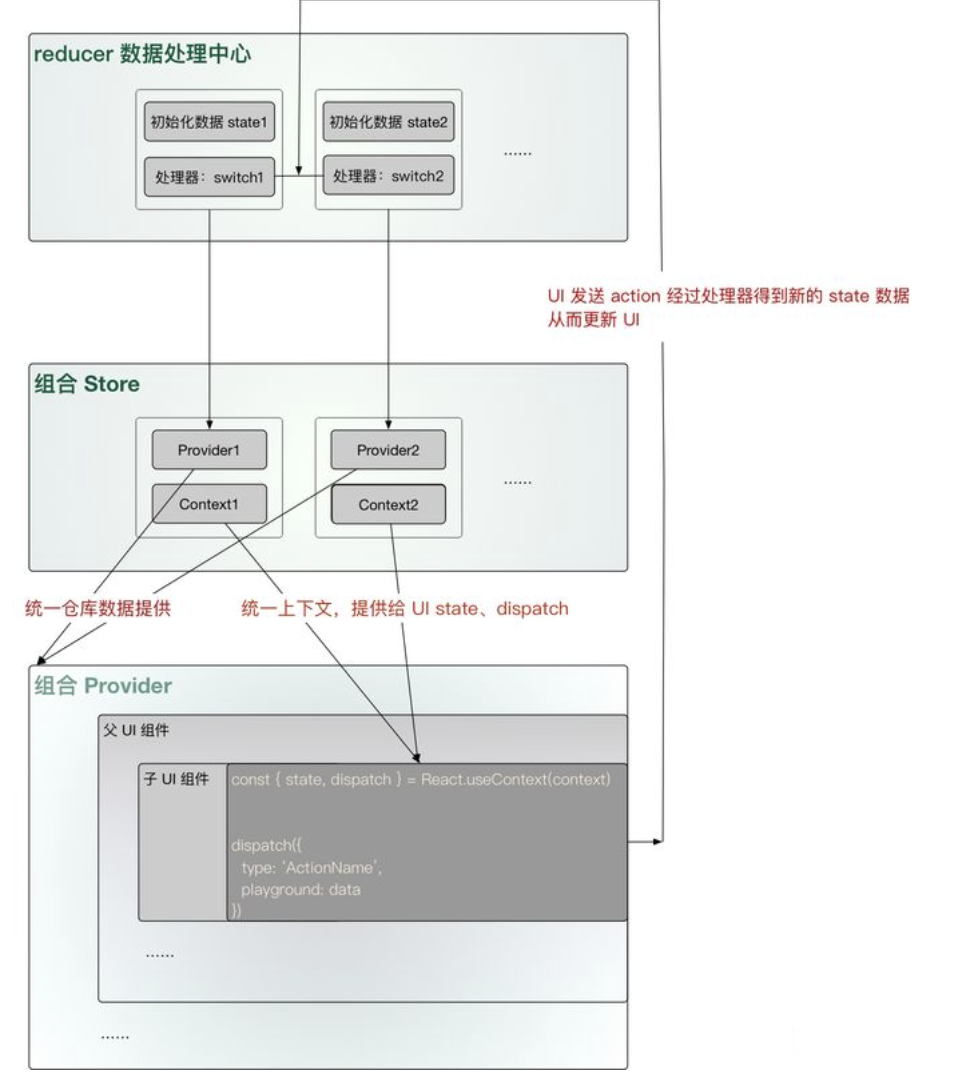 reducer 数据处理中心
初始化数据 state1
初始化数据 state2
处理器：switch1
处理器：switch2
......
UI 发送 action 经过处理器得到新的 state 数据
从而更新 UI
组合 Store
Provider1
Provider2
......
Context1
Context2
统一仓库数据提供
统一上下文，提供给 UI state、dispatch
组合 Provider
父 UI 组件
子 UI 组件
const { state, dispatch } = React.useContext(context)
dispatch({
type: 'ActionName',
playground: data
})
......
......